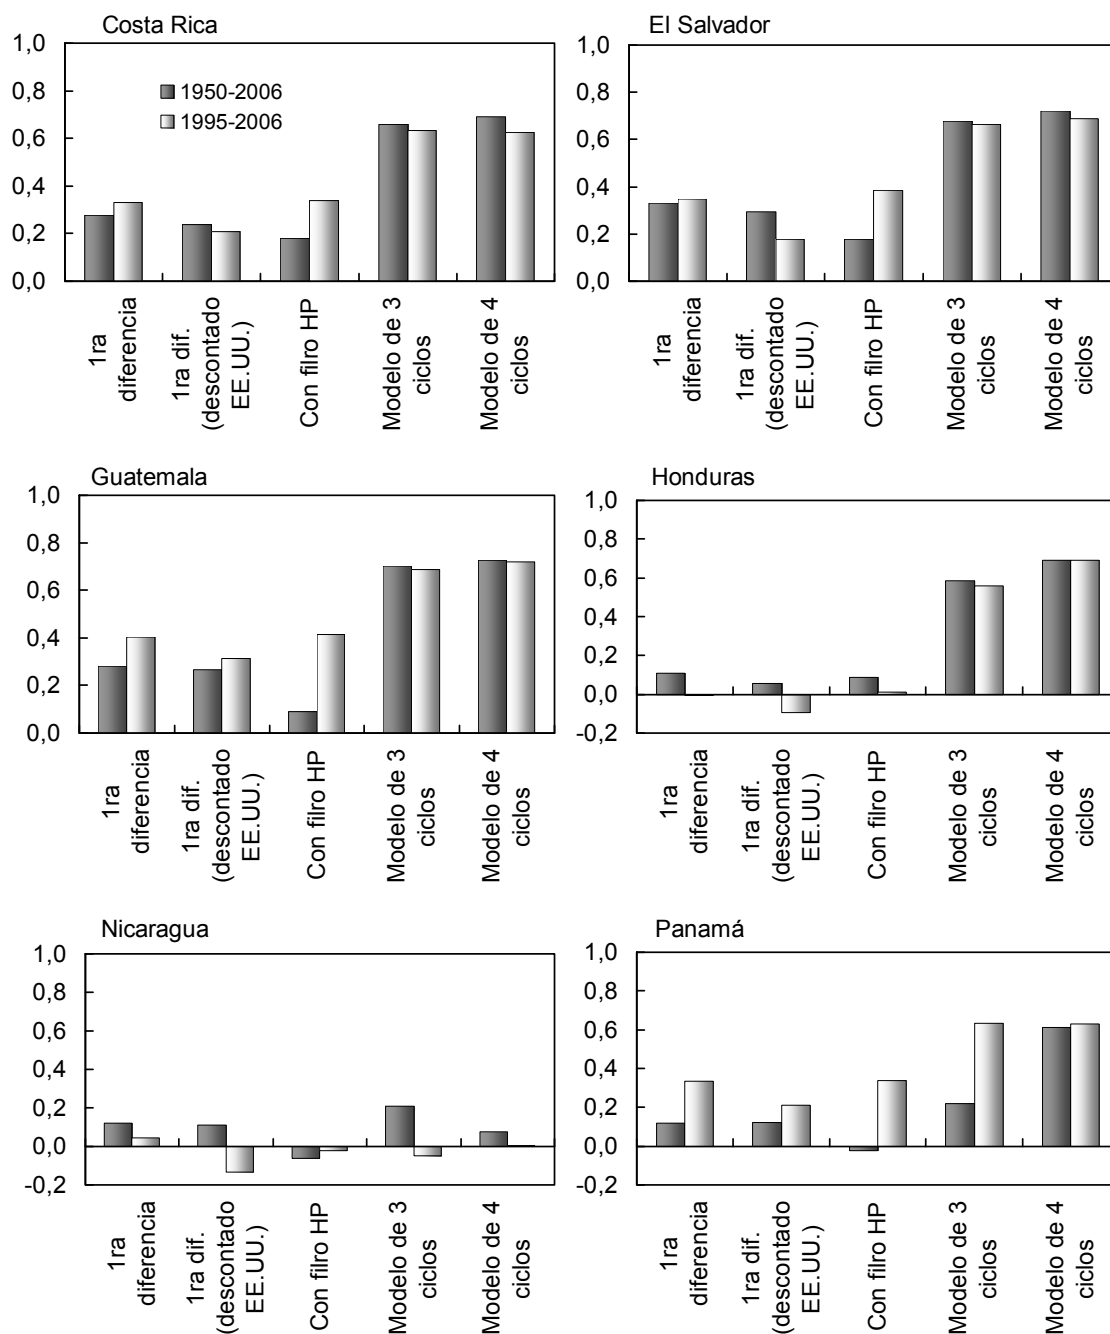 Costa Rica
1,0
0,8
0,6
0,4
0,2
0,0
1950-2006
1995-2006
1ra
diferencia
1ra dif.
(descontado
EE.UU.)
Con filro HP
Modelo de 3
ciclos
Modelo de 4
ciclos
El Salvador
1,0
0,8
0,6
0,4
0,2
0,0
1ra
diferencia
1ra dif.
(descontado
EE.UU.)
Con filro HP
Modelo de 3
ciclos
Modelo de 4
ciclos
Guatemala
1,0
0,8
0,6
0,4
0,2
0,0
1ra
diferencia
1ra dif.
(descontado
EE.UU.)
Con filro HP
Modelo de 3
ciclos
Modelo de 4
ciclos
Honduras
1,0
0,8
0,6
0,4
0,2
0,0
-0,2
1ra
diferencia
1ra dif.
(descontado
EE.UU.)
Con filro HP
Modelo de 3
ciclos
Modelo de 4
ciclos
Nicaragua
1,0
0,8
0,6
0,4
0,2
0,0
-0,2
1ra
diferencia
1ra dif.
(descontado
EE.UU.)
Con filro HP
Modelo de 3
ciclos
Modelo de 4
ciclos
Panamá
1,0
0,8
0,6
0,4
0,2
0,0
-0,2
1ra
diferencia
1ra dif.
(descontado
EE.UU.)
Con filro HP
Modelo de 3
ciclos
Modelo de 4
ciclos